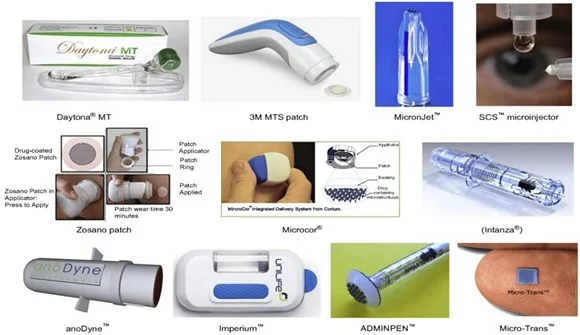 Daytona MT
Daytona® MT
3M MTS patch
MicronJet™
SCS™ microinjector
Drug-coated
Zosano Patch
Patch
Applicator
Patch
Ring
Zosano Patch in
Applicator:
Press to Apply
Patch wear time 30
minutes
Patch
Applied
Zosano patch
Applicator
Patch
Backing
Drug
containing
microstructures
MicroCor® Integrated Delivery System from Corium.
Microcor®
(Intanza®)
anoDyne
anoDyne™
UNILIFE
Imperium™
ADMINPEN™
Micro-Trans™
Micro-Trans™